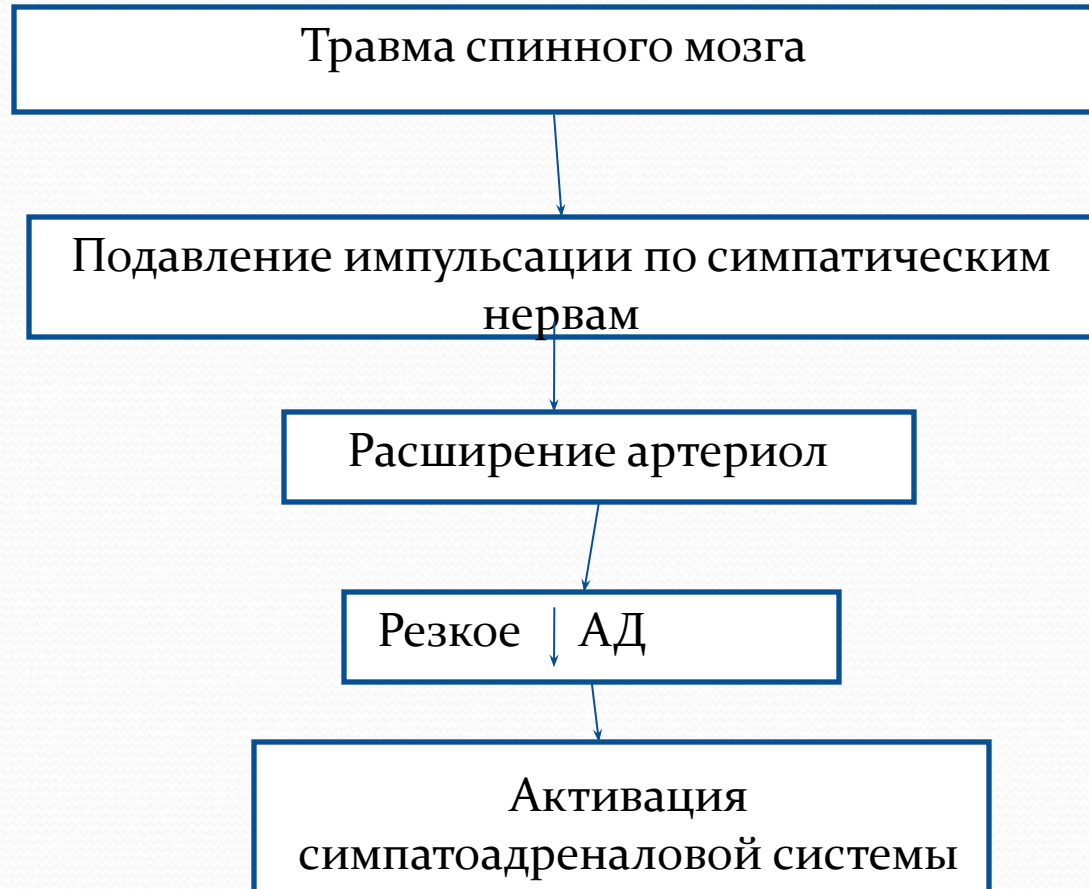 Травма спинного мозга
Подавление импульсации по симпатическим
нервам
Расширение артериол
Резкое АД
Активация
симпатоадреналовой системы